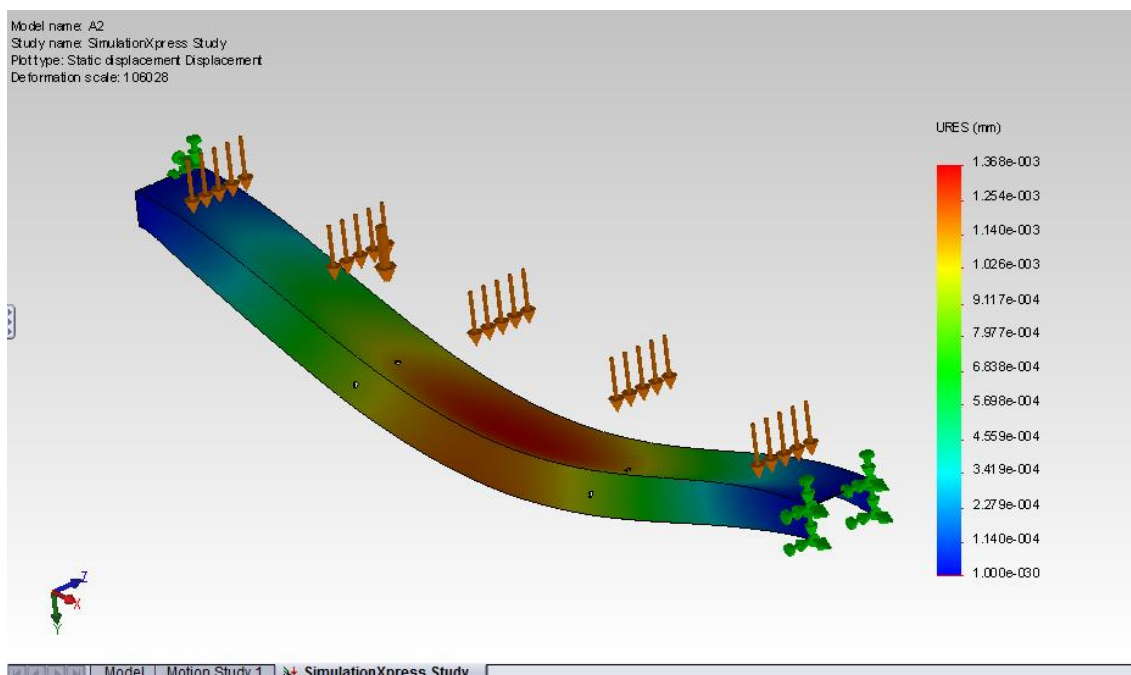 Model name: A2
Study name: SimulationXpress Study
Plot type: Static displacement Displacement
Deformation scale: 106028
URES (mm)
1.368e-003
1.254e-003
1.140e-003
1.026e-003
9.117e-004
7.977e-004
6.838e-004
5.698e-004
4.559e-004
3.419e-004
2.279e-004
1.140e-004
1.000e-030
Z
X
Y
Model Motion Study 1 SimulationXpress Study